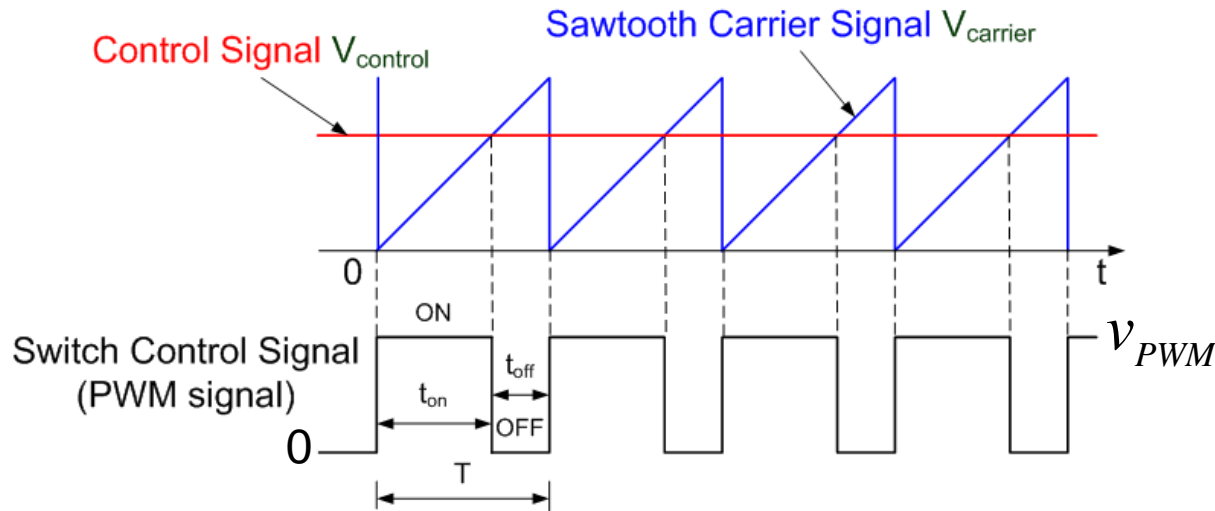 Sawtooth Carrier Signal Vcarrier
Control Signal Vcontrol
0
t
ON
vPWM
Switch Control Signal
(PWM signal)
toff
ton
OFF
0
T